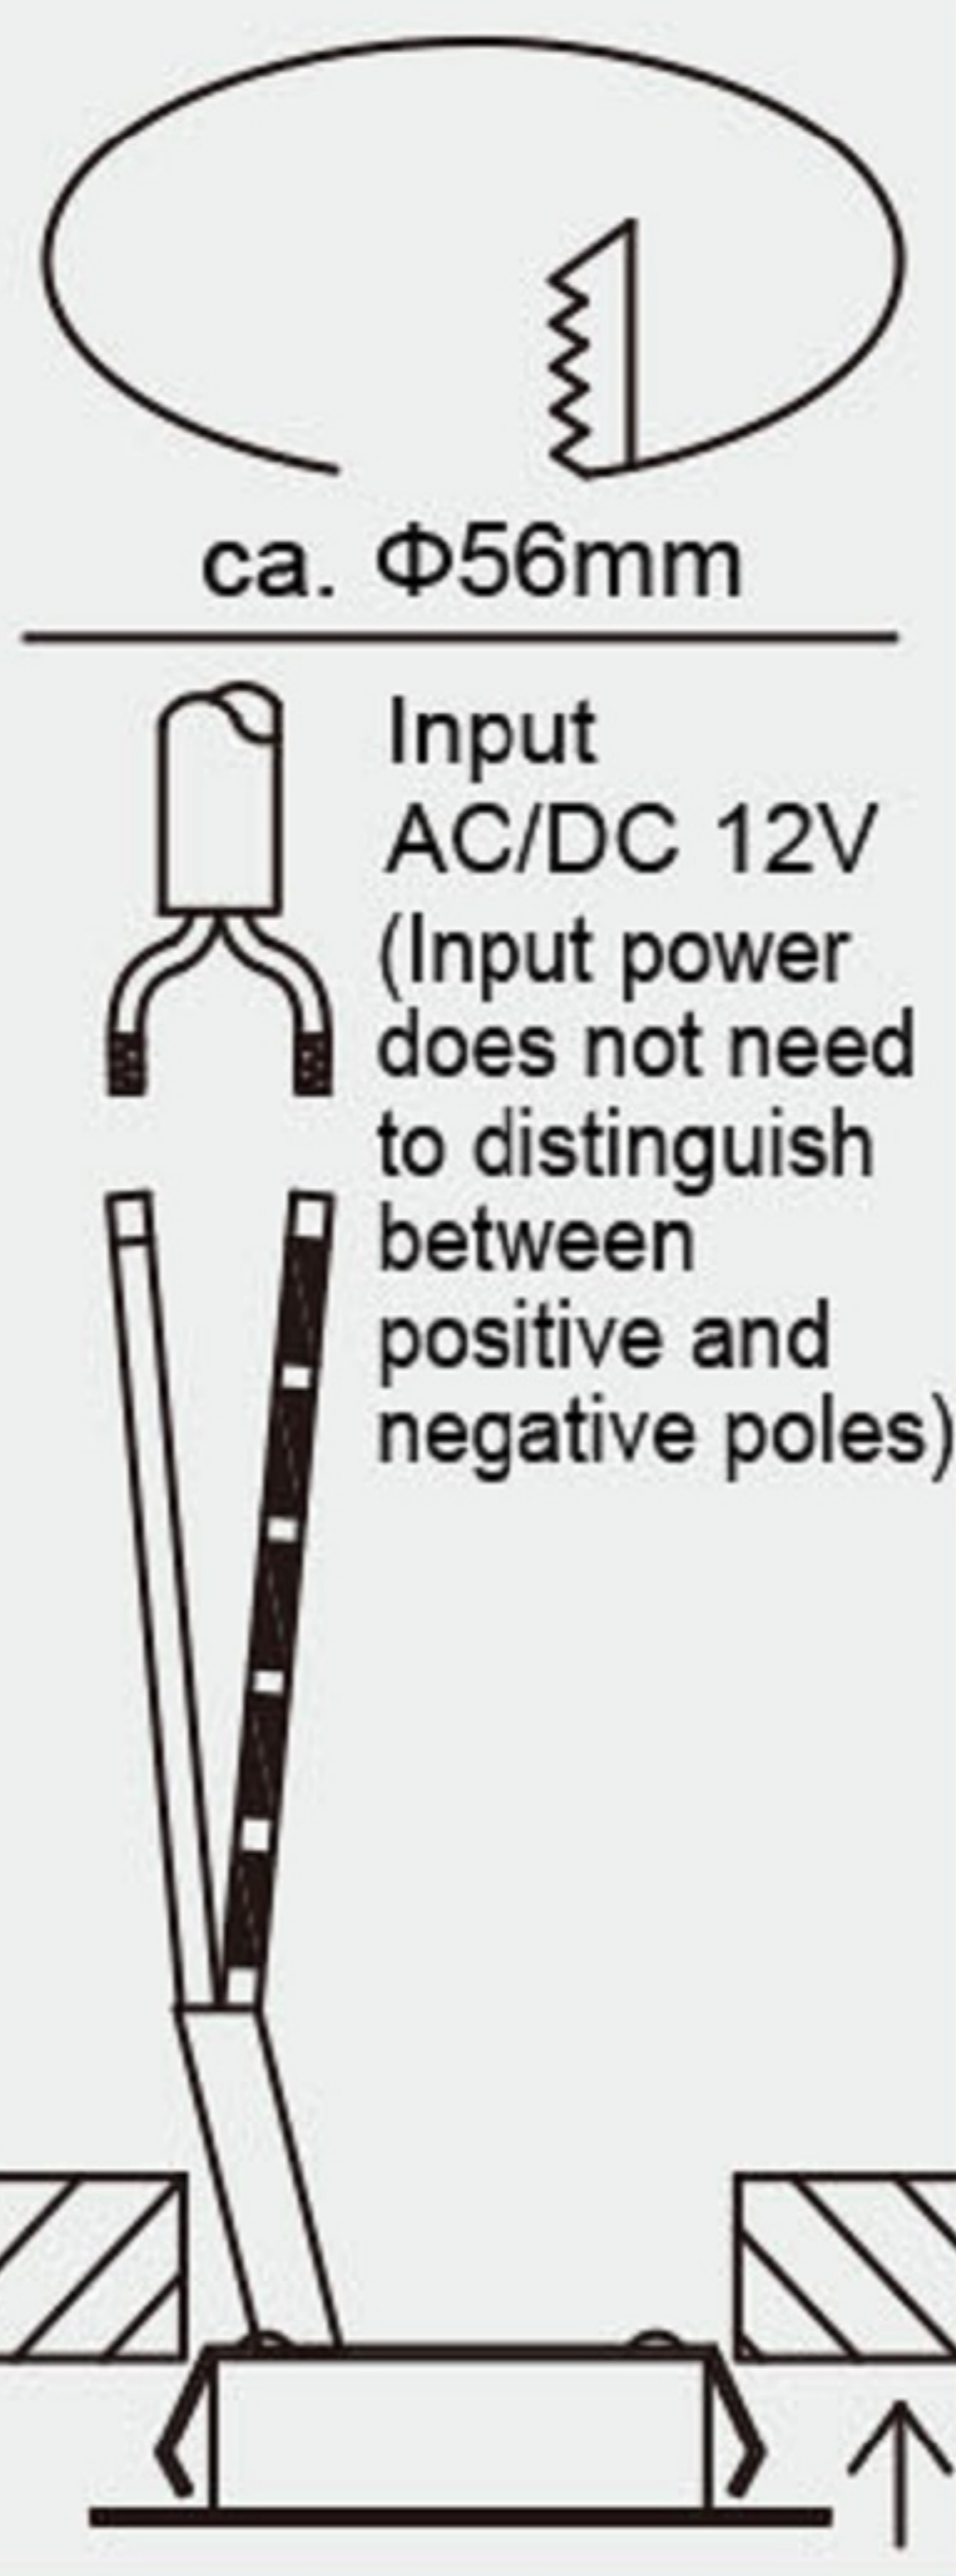 ca. Φ56mm
Input
AC/DC 12V
(Input power
does not need
to distinguish
between
positive and
negative poles)